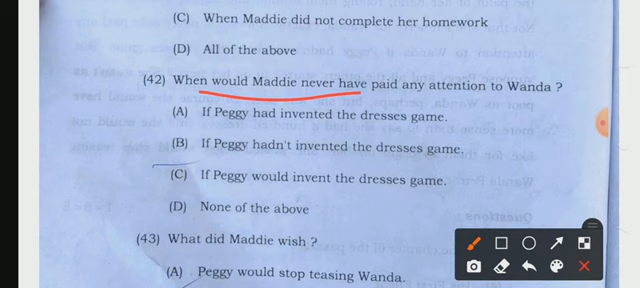 (C) When Maddie did not complete her homework
(D) All of the above
(42) When would Maddie never have paid any attention to Wanda ?
(A) If Peggy had invented the dresses game.
(B) If Peggy hadn't invented the dresses game.
(C) If Peggy would invent the dresses game.
(D) None of the above
(43) What did Maddie wish ?
(A) Peggy would stop teasing Wanda.